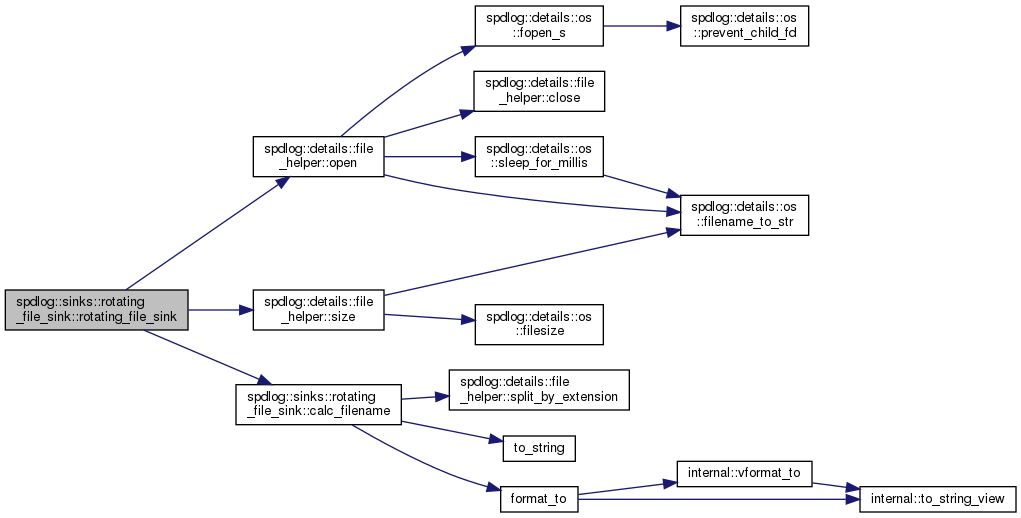 spdlog::details::os
::fopen_s
spdlog::details::os
::prevent_child_fd
spdlog::details::file
_helper::close
spdlog::details::file
_helper::open
spdlog::details::os
::sleep_for_millis
spdlog::details::os
::filename_to_str
spdlog::sinks::rotating
_file_sink::rotating_file_sink
spdlog::details::file
_helper::size
spdlog::details::os
::filesize
spdlog::sinks::rotating
_file_sink::calc_filename
spdlog::details::file
_helper::split_by_extension
to_string
format_to
internal::vformat_to
internal::to_string_view